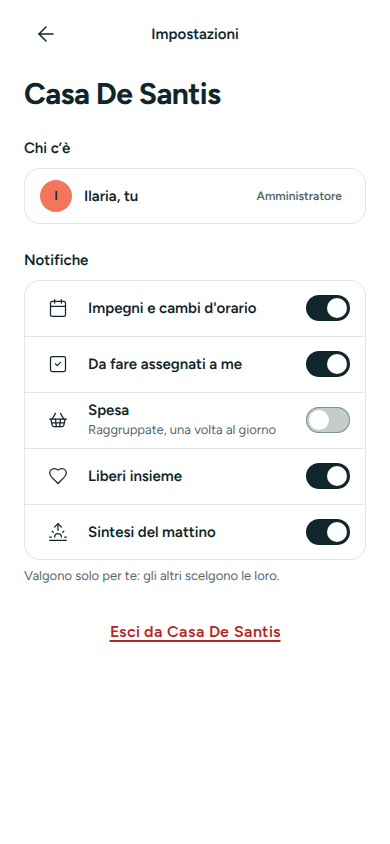 Impostazioni
Casa De Santis
Chi c’è
I
Ilaria, tu
Amministratore
Notifiche
Impegni e cambi d'orario
Da fare assegnati a me
Spesa
Raggruppate, una volta al giorno
Liberi insieme
Sintesi del mattino
Valgono solo per te: gli altri scelgono le loro.
Esci da Casa De Santis